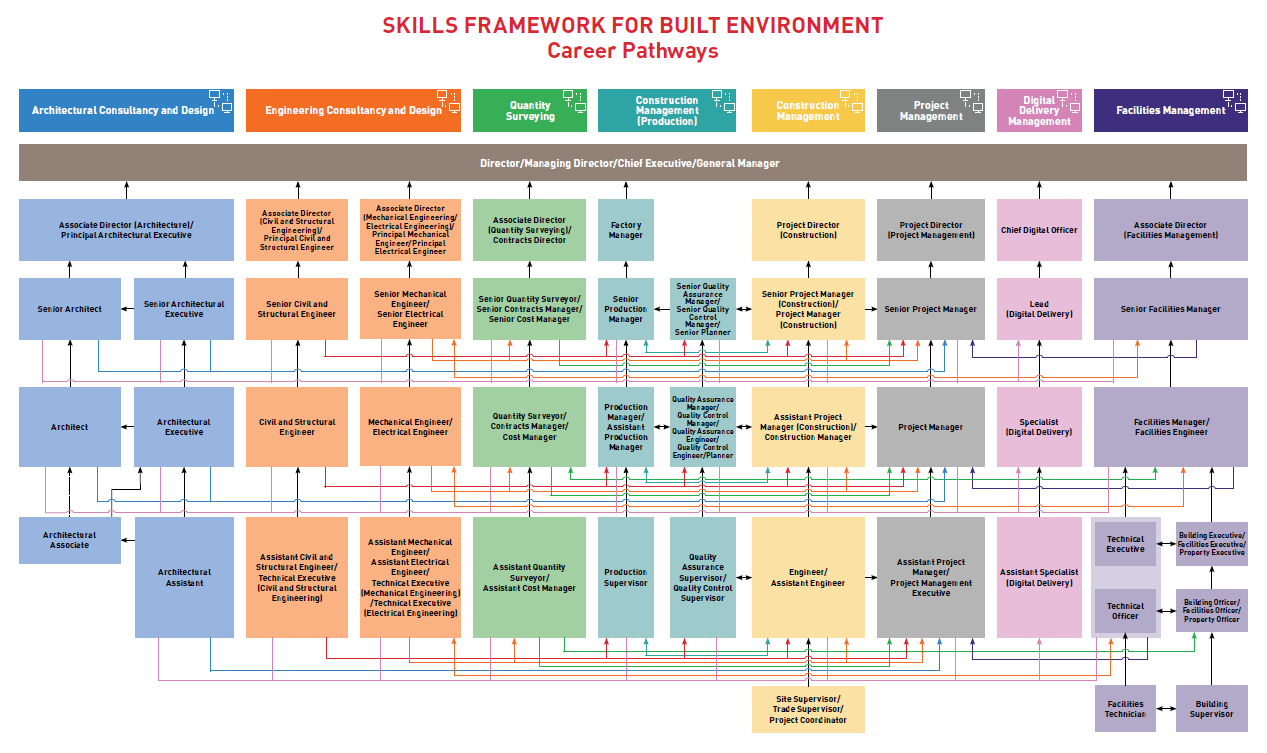 SKILLS FRAMEWORK FOR BUILT ENVIRONMENT
Career Pathways
Architectural Consultancy and Design
Engineering Consultancy and Design
Quantity
Surveying
Construction
Management
(Production)
Construction
Management
Project
Management
Digital
Delivery
Management
Facilities Management
Director/Managing Director/Chief Executive/General Manager
Associate Director (Architecture)/
Principal Architectural Executive
Associate Director
(Civil and Structural
Engineering)/
Principal Civil and
Structural Engineer
Associate Director
(Mechanical Engineering/
Electrical Engineering)/
Principal Mechanical
Engineer/Principal
Electrical Engineer
Associate Director
(Quantity Surveying)/
Contracts Director
Factory
Manager
Project Director
(Construction)
Project Director
(Project Management)
Chief Digital Officer
Associate Director
(Facilities Management)
Senior Architect
Senior Architectural
Executive
Senior Civil and
Structural Engineer
Senior Mechanical
Engineer/
Senior Electrical
Engineer
Senior Quantity Surveyor/
Senior Contracts Manager/
Senior Cost Manager
Senior
Production
Manager
Senior Quality
Assurance
Manager/
Senior Quality
Control
Manager/
Senior Planner
Senior Project Manager
(Construction)/
Project Manager
(Construction)
Senior Project Manager
Lead
(Digital Delivery)
Senior Facilities Manager
Architect
Architectural
Executive
Civil and Structural
Engineer
Mechanical Engineer/
Electrical Engineer
Quantity Surveyor/
Contracts Manager/
Cost Manager
Production
Manager/
Assistant
Production
Manager
Quality Assurance
Manager/
Quality Control
Manager/
Quality Assurance
Engineer/
Quality Control
Engineer/Planner
Assistant Project
Manager (Construction)/
Construction Manager
Project Manager
Specialist
(Digital Delivery)
Facilities Manager/
Facilities Engineer
Architectural
Associate
Architectural
Assistant
Assistant Civil and
Structural Engineer/
Technical Executive
(Civil and Structural
Engineering)
Assistant Mechanical
Engineer/
Assistant Electrical
Engineer/
Technical Executive
(Mechanical Engineering)
/Technical Executive
(Electrical Engineering)
Assistant Quantity
Surveyor/
Assistant Cost Manager
Production
Supervisor
Quality
Assurance
Supervisor/
Quality Control
Supervisor
Engineer/
Assistant Engineer
Assistant Project
Manager/
Project Management
Executive
Assistant Specialist
(Digital Delivery)
Technical
Executive
Building Executive/
Facilities Executive/
Property Executive
Technical
Officer
Building Officer/
Facilities Officer/
Property Officer
Site Supervisor/
Trade Supervisor/
Project Coordinator
Facilities
Technician
Building
Supervisor